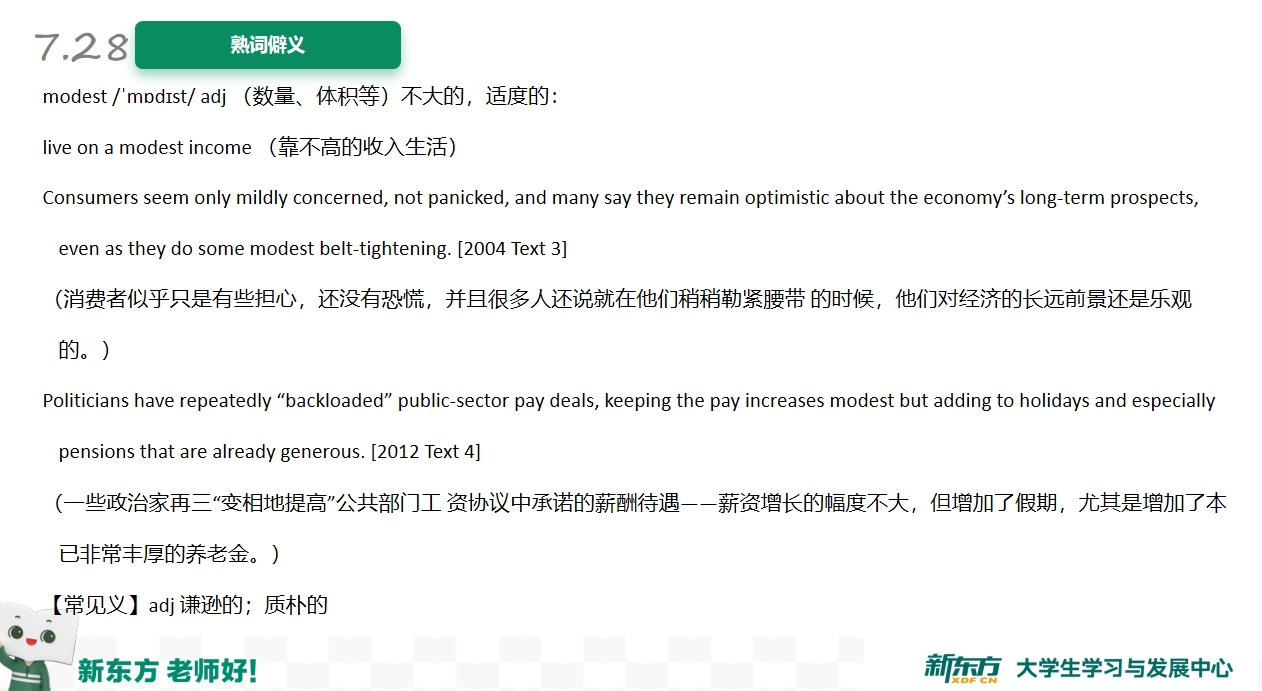 7.28
熟词僻义
modest /ˈmɒdɪst/ adj （数量、体积等）不大的，适度的：
live on a modest income （靠不高的收入生活）
Consumers seem only mildly concerned, not panicked, and many say they remain optimistic about the economy’s long-term prospects,
even as they do some modest belt-tightening. [2004 Text 3]
（消费者似乎只是有些担心，还没有恐慌，并且很多人还说就在他们稍稍勒紧腰带 的时候，他们对经济的长远前景还是乐观
的。）
Politicians have repeatedly “backloaded” public-sector pay deals, keeping the pay increases modest but adding to holidays and especially
pensions that are already generous. [2012 Text 4]
（一些政治家再三“变相地提高”公共部门工 资协议中承诺的薪酬待遇——薪资增长的幅度不大，但增加了假期，尤其是增加了本
已非常丰厚的养老金。）
【常见义】adj 谦逊的；质朴的
新东方 老师好!
新东方 XDF.CN 大学生学习与发展中心